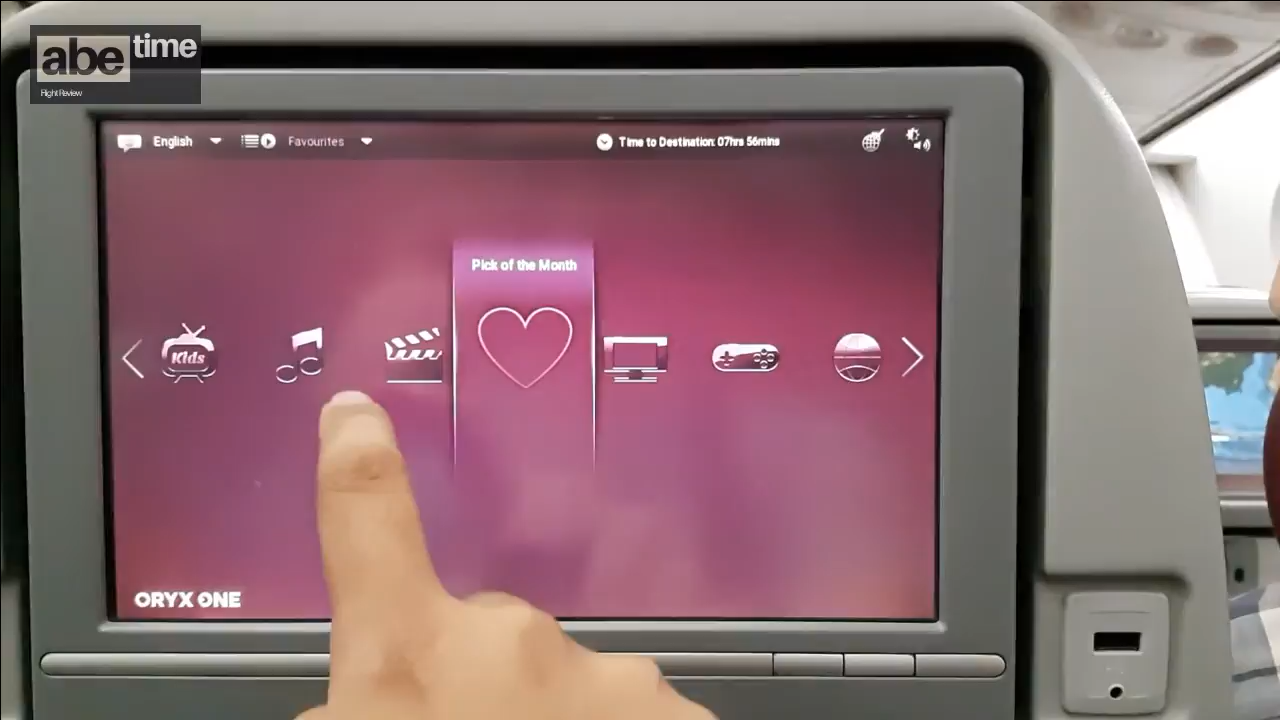 abe time
Flight Review
English
Favourites
Time to Destination: 07hrs 56mins
Pick of the Month
Kids
ORYX ONE